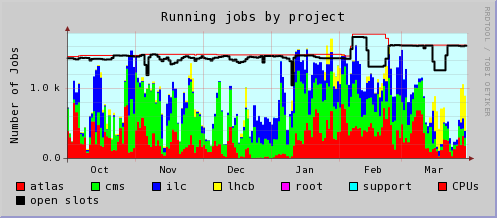 Running jobs by project
RRDTOOL / TOBI OETIKER
Number of Jobs
1.0 k
0.0
Oct Nov Dec Jan Feb Mar
atlas cms ilc lhcb root support CPUs
open slots